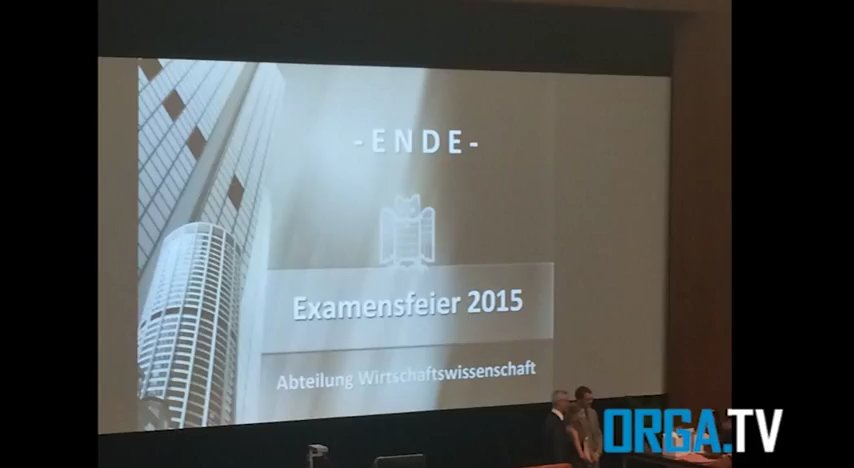 -ENDE-
Examensfeier 2015
Abteilung Wirtschaftswissenschaft
ORGA.TV